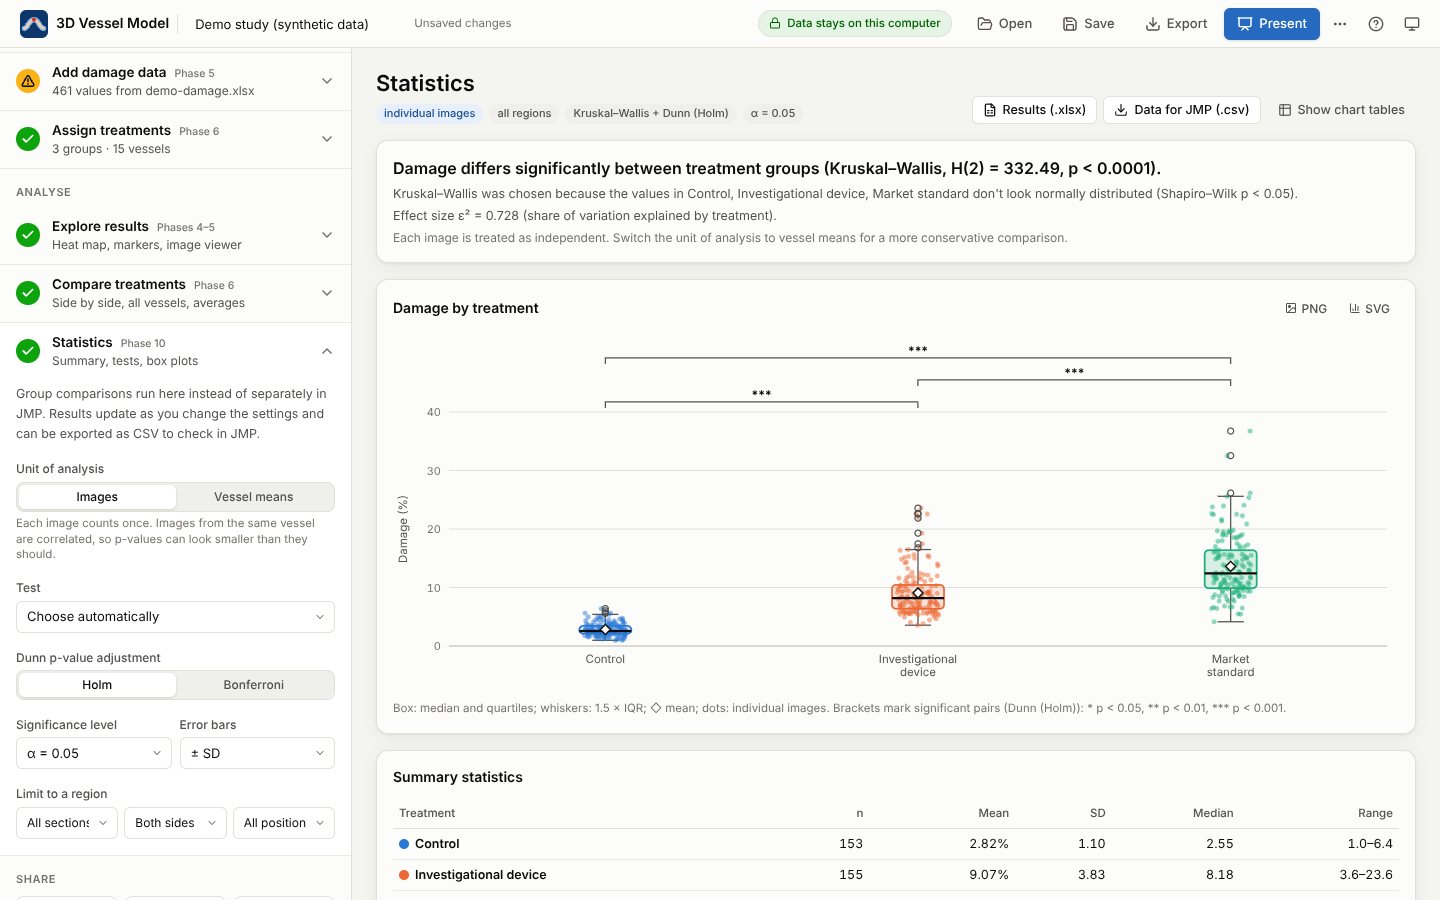 3D Vessel Model
Demo study (synthetic data)
Unsaved changes
Data stays on this computer
Open
Save
Export
Present
Add damage data Phase 5
461 values from demo-damage.xlsx
Assign treatments Phase 6
3 groups · 15 vessels
ANALYSE
Explore results Phases 4–5
Heat map, markers, image viewer
Compare treatments Phase 6
Side by side, all vessels, averages
Statistics Phase 10
Summary, tests, box plots
Group comparisons run here instead of separately in
JMP. Results update as you change the settings and
can be exported as CSV to check in JMP.
Unit of analysis
Images
Vessel means
Each image counts once. Images from the same vessel
are correlated, so p-values can look smaller than they
should.
Test
Choose automatically
Dunn p-value adjustment
Holm
Bonferroni
Significance level
Error bars
α = 0.05
± SD
Limit to a region
All sections
Both sides
All position
SHARE
Statistics
individual images
all regions
Kruskal–Wallis + Dunn (Holm)
α = 0.05
Results (.xlsx)
Data for JMP (.csv)
Show chart tables
Damage differs significantly between treatment groups (Kruskal–Wallis, H(2) = 332.49, p < 0.0001).
Kruskal–Wallis was chosen because the values in Control, Investigational device, Market standard don't look normally distributed (Shapiro–Wilk p < 0.05).
Effect size ε² = 0.728 (share of variation explained by treatment).
Each image is treated as independent. Switch the unit of analysis to vessel means for a more conservative comparison.
Damage by treatment
PNG
SVG
***
***
***
40
30
20
10
0
Damage (%)
Control
Investigational
device
Market
standard
Box: median and quartiles; whiskers: 1.5 × IQR; ◇ mean; dots: individual images. Brackets mark significant pairs (Dunn (Holm)): * p < 0.05, ** p < 0.01, *** p < 0.001.
Summary statistics
Treatment n Mean SD Median Range
Control 153 2.82% 1.10 2.55 1.0–6.4
Investigational device 155 9.07% 3.83 8.18 3.6–23.6